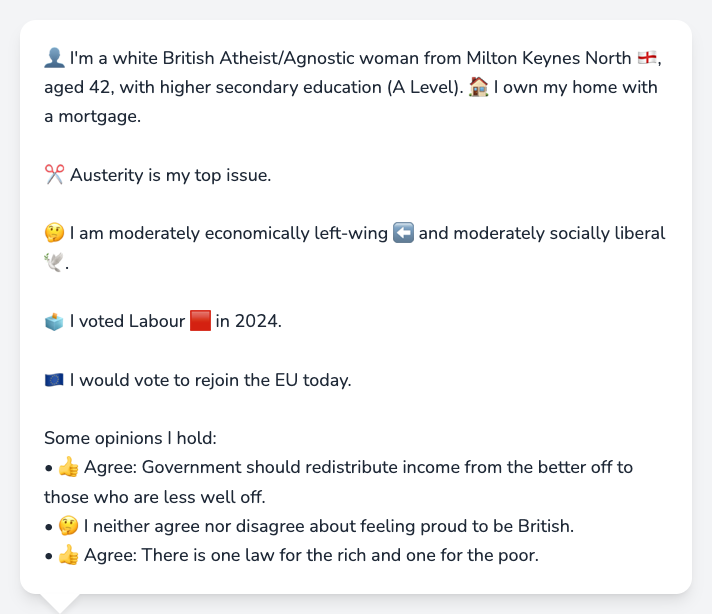 👤 I'm a white British Atheist/Agnostic woman from Milton Keynes North 🏴󠁧󠁢󠁥󠁮󠁧󠁿,
aged 42, with higher secondary education (A Level). 🏠 I own my home with
a mortgage.
✂️ Austerity is my top issue.
🤔 I am moderately economically left-wing ⬅️ and moderately socially liberal
🕊️.
🗳️ I voted Labour 🟥 in 2024.
🇪🇺 I would vote to rejoin the EU today.
Some opinions I hold:
• 👍 Agree: Government should redistribute income from the better off to
those who are less well off.
• 🤔 I neither agree nor disagree about feeling proud to be British.
• 👍 Agree: There is one law for the rich and one for the poor.